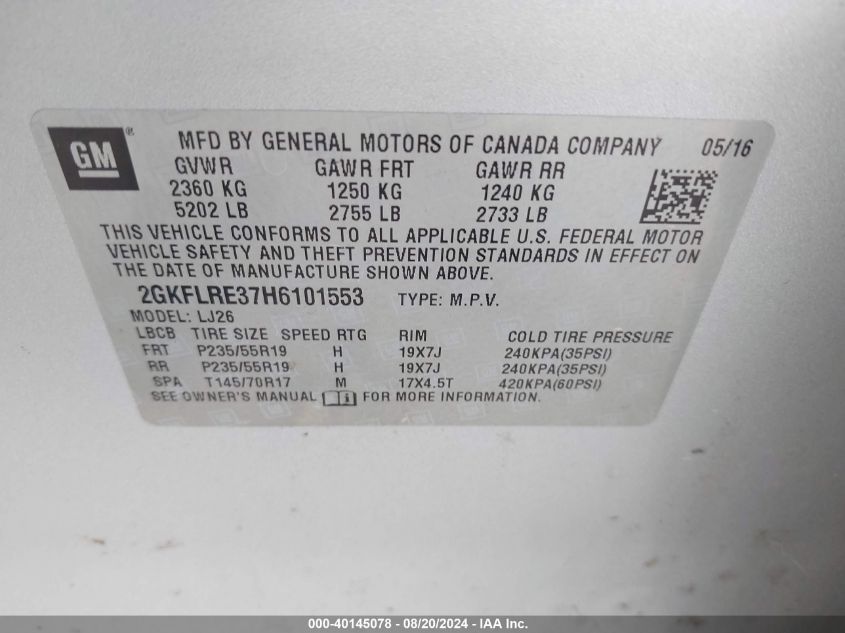 GM ® MFD BY GENERAL MOTORS OF CANADA COMPANY 05/16
GVWR GAWR FRT GAWR RR
2360 KG 1250 KG 1240 KG
5202 LB 2755 LB 2733 LB
THIS VEHICLE CONFORMS TO ALL APPLICABLE U.S. FEDERAL MOTOR
VEHICLE SAFETY AND THEFT PREVENTION STANDARDS IN EFFECT ON
THE DATE OF MANUFACTURE SHOWN ABOVE.
2GKFLRE37H6101553 TYPE: M.P.V.
MODEL: LJ26
LBCB TIRE SIZE SPEED RTG RIM COLD TIRE PRESSURE
FRT P235/55R19 H 19X7J 240KPA(35PSI)
RR P235/55R19 H 19X7J 240KPA(35PSI)
SPA T145/70R17 M 17X4.5T 420KPA(60PSI)
SEE OWNER'S MANUAL i FOR MORE INFORMATION.
000-40145078 - 08/20/2024 - IAA Inc.